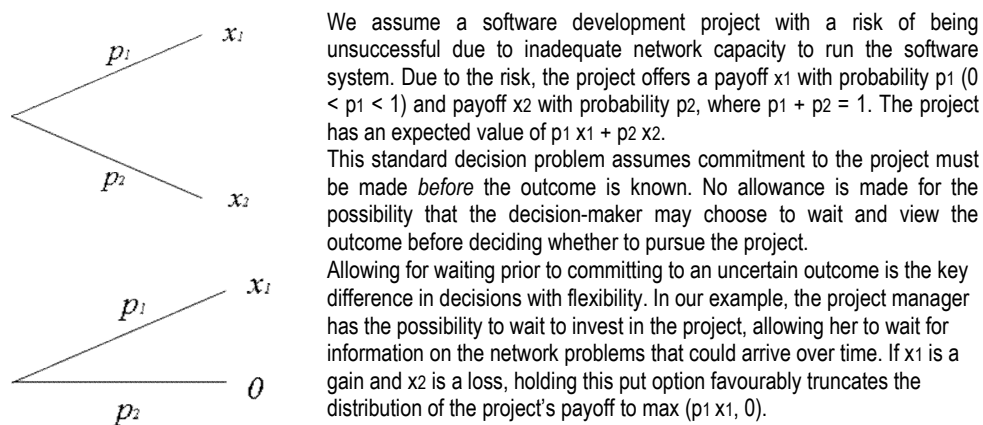 x1
p1
p2
x2
x1
p1
0
p2
We assume a software development project with a risk of being
unsuccessful due to inadequate network capacity to run the software
system. Due to the risk, the project offers a payoff x1 with probability p1 (0
< p1 < 1) and payoff x2 with probability p2, where p1 + p2 = 1. The project
has an expected value of p1 x1 + p2 x2.
This standard decision problem assumes commitment to the project must
be made before the outcome is known. No allowance is made for the
possibility that the decision-maker may choose to wait and view the
outcome before deciding whether to pursue the project.
Allowing for waiting prior to committing to an uncertain outcome is the key
difference in decisions with flexibility. In our example, the project manager
has the possibility to wait to invest in the project, allowing her to wait for
information on the network problems that could arrive over time. If x1 is a
gain and x2 is a loss, holding this put option favourably truncates the
distribution of the project’s payoff to max (p1 x1, 0).